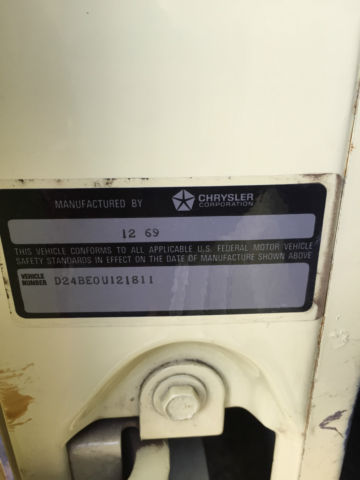 MANUFACTURED BY CHRYSLER CORPORATION
12 69
THIS VEHICLE CONFORMS TO ALL APPLICABLE U.S. FEDERAL MOTOR VEHICLE
SAFETY STANDARDS IN EFFECT ON THE DATE OF MANUFACTURE SHOWN ABOVE
VEHICLE NUMBER D24BE0U121811